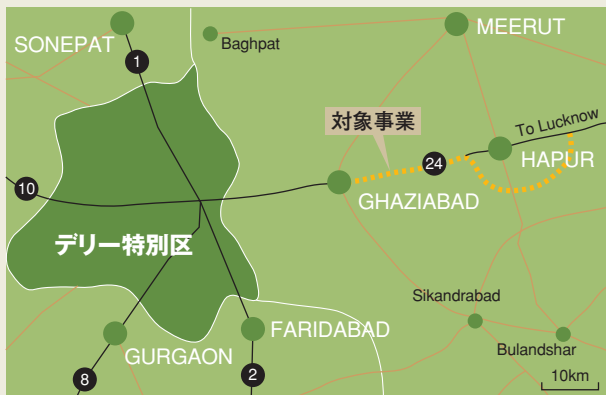 SONEPAT
Baghpat
MEERUT
1
対象事業
To Lucknow
24
HAPUR
10
GHAZIABAD
デリー特別区
Sikandrabad
FARIDABAD
Bulandshar
GURGAON
8
2
10km